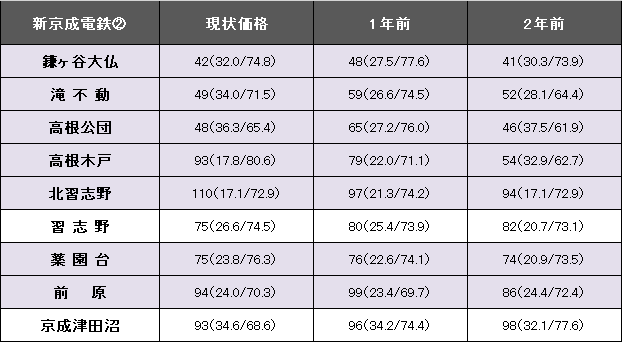 新京成電鉄② 現状価格 1年前 2年前
鎌ヶ谷大仏 42(32.0/74.8) 48(27.5/77.6) 41(30.3/73.9)
滝不動 49(34.0/71.5) 59(26.6/74.5) 52(28.1/64.4)
高根公団 48(36.3/65.4) 65(27.2/76.0) 46(37.5/61.9)
高根木戸 93(17.8/80.6) 79(22.0/71.1) 54(32.9/62.7)
北習志野 110(17.1/72.9) 97(21.3/74.2) 94(17.1/72.9)
習志野 75(26.6/74.5) 80(25.4/73.9) 82(20.7/73.1)
薬園台 75(23.8/76.3) 76(22.6/74.1) 74(20.9/73.5)
前原 94(24.0/70.3) 99(23.4/69.7) 86(24.4/72.4)
京成津田沼 93(34.6/68.6) 96(34.2/74.4) 98(32.1/77.6)